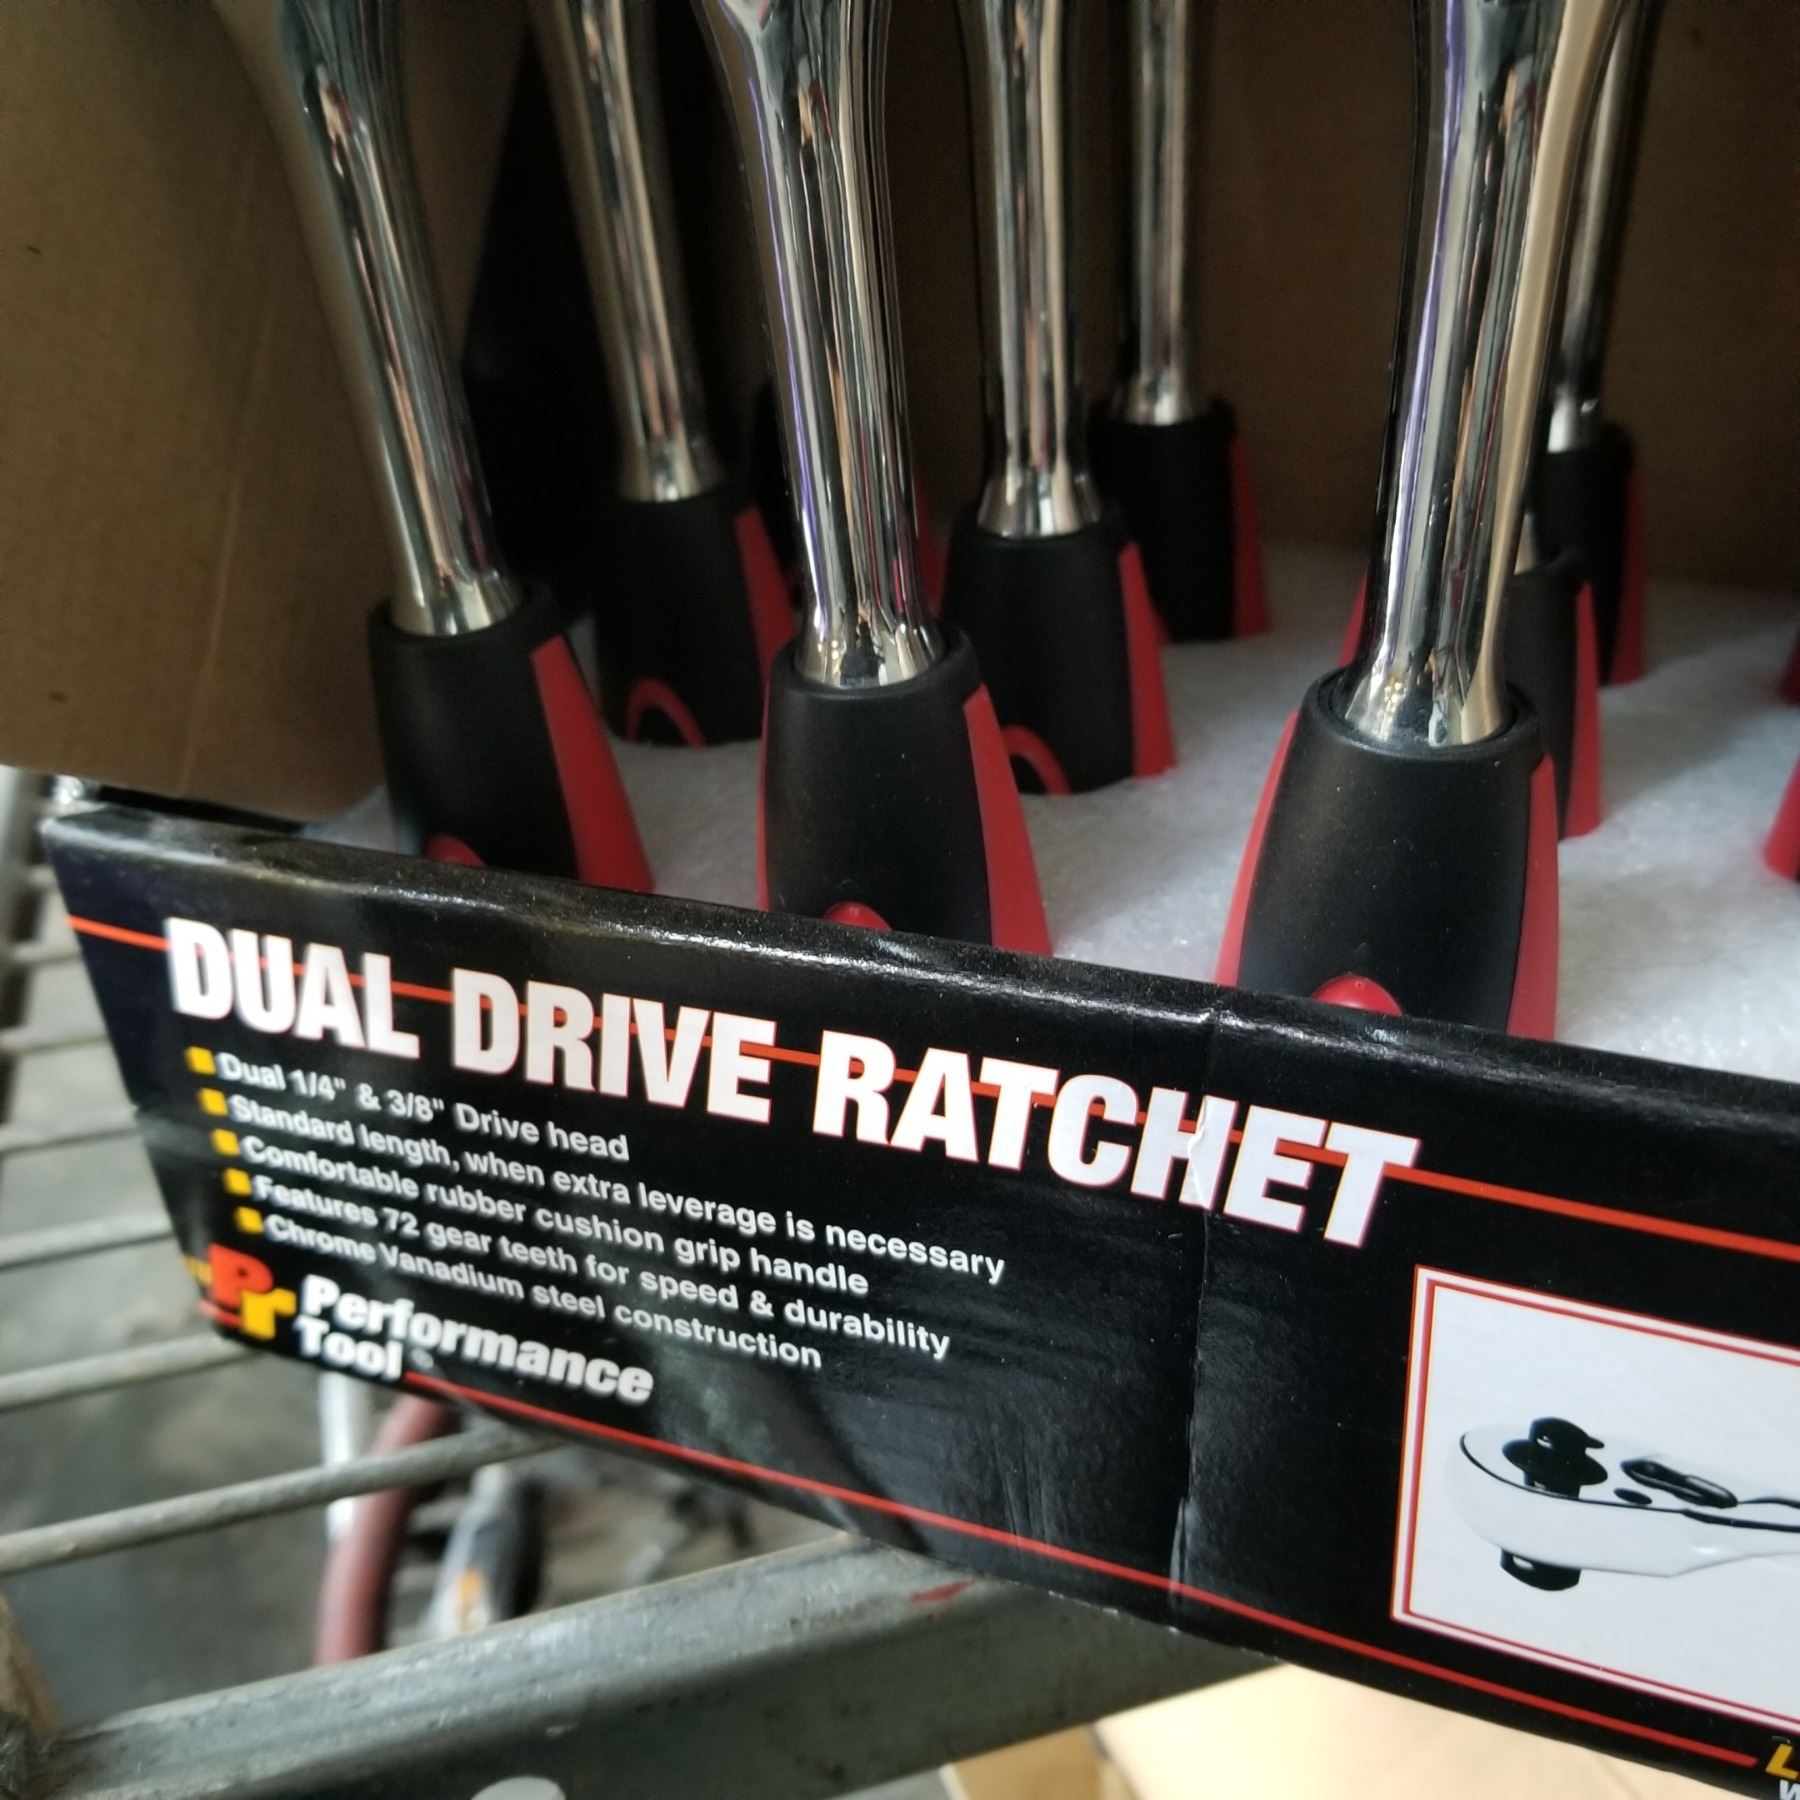 DUAL DRIVE RATCHET
Dual 1/4" & 3/8" Drive head
Standard length, when extra leverage is necessary
Comfortable rubber cushion grip handle
Features 72 gear teeth for speed & durability
Chrome Vanadium steel construction
PT Performance
Tool